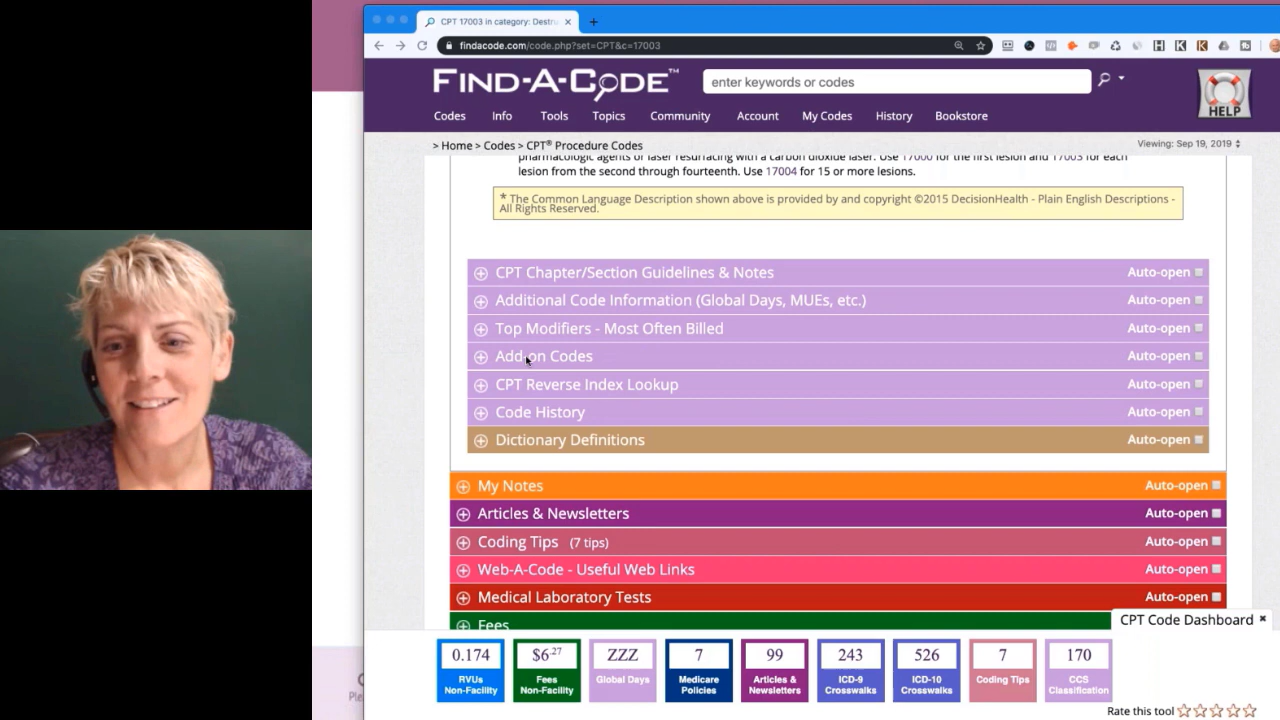 CPT 17003 in category: Destru
findacode.com/code.php?set=CPT&c=17003
FIND-A-CODE™
enter keywords or codes
HELP
Codes Info Tools Topics Community Account My Codes History Bookstore
> Home > Codes > CPT® Procedure Codes
Viewing: Sep 19, 2019
pharmacologic agents or laser resurfacing with a carbon dioxide laser. Use 17000 for the first lesion and 17003 for each
lesion from the second through fourteenth. Use 17004 for 15 or more lesions.
* The Common Language Description shown above is provided by and copyright ©2015 DecisionHealth - Plain English Descriptions -
All Rights Reserved.
CPT Chapter/Section Guidelines & Notes Auto-open
Additional Code Information (Global Days, MUEs, etc.) Auto-open
Top Modifiers - Most Often Billed Auto-open
Add-on Codes Auto-open
CPT Reverse Index Lookup Auto-open
Code History Auto-open
Dictionary Definitions Auto-open
My Notes Auto-open
Articles & Newsletters Auto-open
Coding Tips (7 tips) Auto-open
Web-A-Code - Useful Web Links Auto-open
Medical Laboratory Tests Auto-open
Fees
CPT Code Dashboard ×
0.174 $6.27 ZZZ 7 99 243 526 7 170
RVUs Fees Global Days Medicare Articles & ICD-9 ICD-10 Coding Tips CCS
Non-Facility Non-Facility Policies Newsletters Crosswalks Crosswalks Classification
Rate this tool